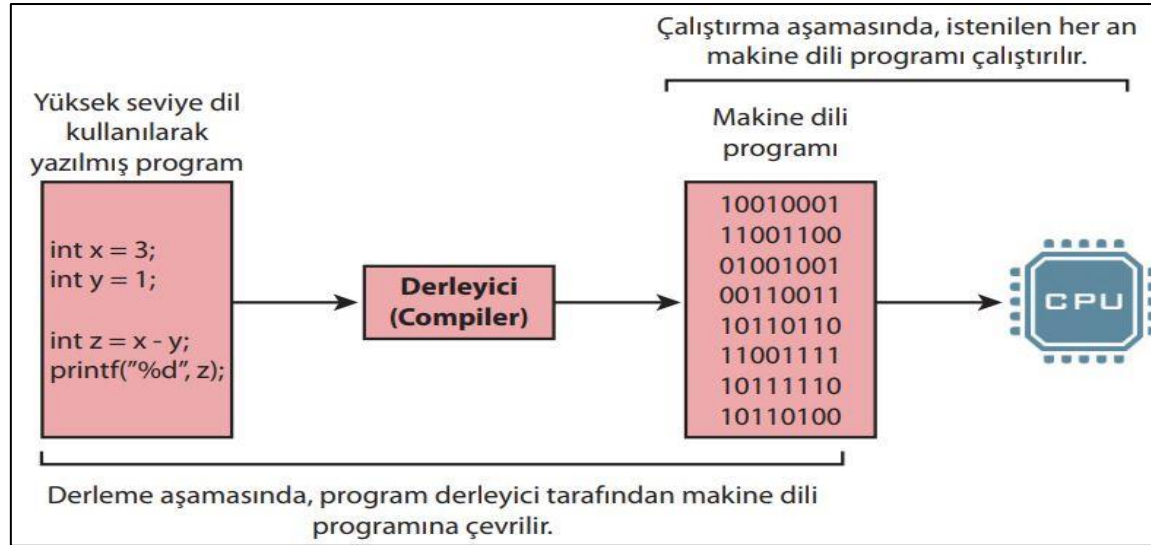 Çalıştırma aşamasında, istenilen her an
makine dili programı çalıştırılır.
Yüksek seviye dil
kullanılarak
yazılmış program
int x = 3;
int y = 1;
int z = x - y;
printf("%d", z);
Derleyici
(Compiler)
Makine dili
programı
10010001
11001100
01001001
00110011
10110110
11001111
10111110
10110100
CPU
Derleme aşamasında, program derleyici tarafından makine dili
programına çevrilir.